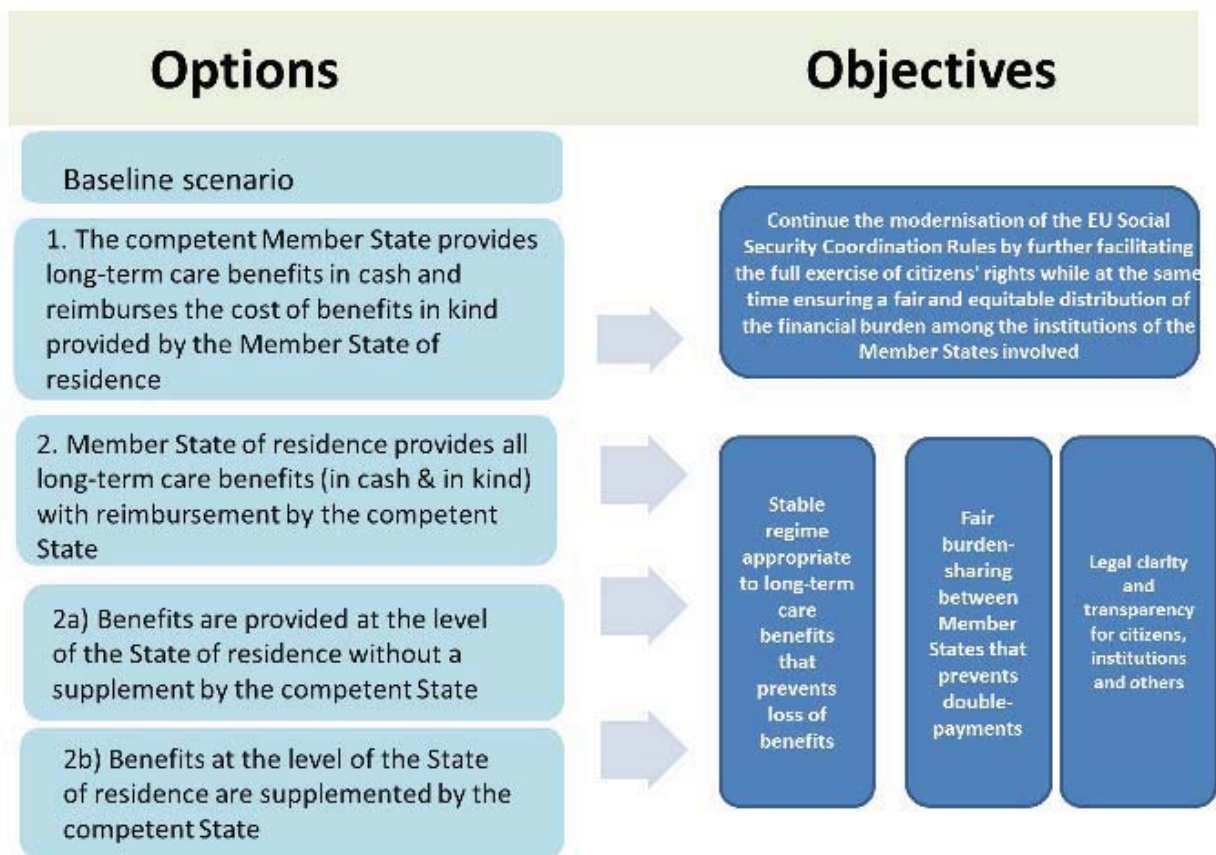 Options
Objectives
Baseline scenario
1. The competent Member State provides
long-term care benefits in cash and
reimburses the cost of benefits in kind
provided by the Member State of
residence
2. Member State of residence provides all
long-term care benefits (in cash & in kind)
with reimbursement by the competent
State
2a) Benefits are provided at the level
of the State of residence without a
supplement by the competent State
2b) Benefits at the level of the State
of residence are supplemented by the
competent State
Continue the modernisation of the EU Social
Security Coordination Rules by further facilitating
the full exercise of citizens' rights while at the same
time ensuring a fair and equitable distribution of
the financial burden among the institutions of the
Member States involved
Stable
regime
appropriate
to long-term
care
benefits
that
prevents
loss of
benefits
Fair
burden-
sharing
between
Member
States that
prevents
double-
payments
Legal clarity
and
transparency
for citizens,
institutions
and others